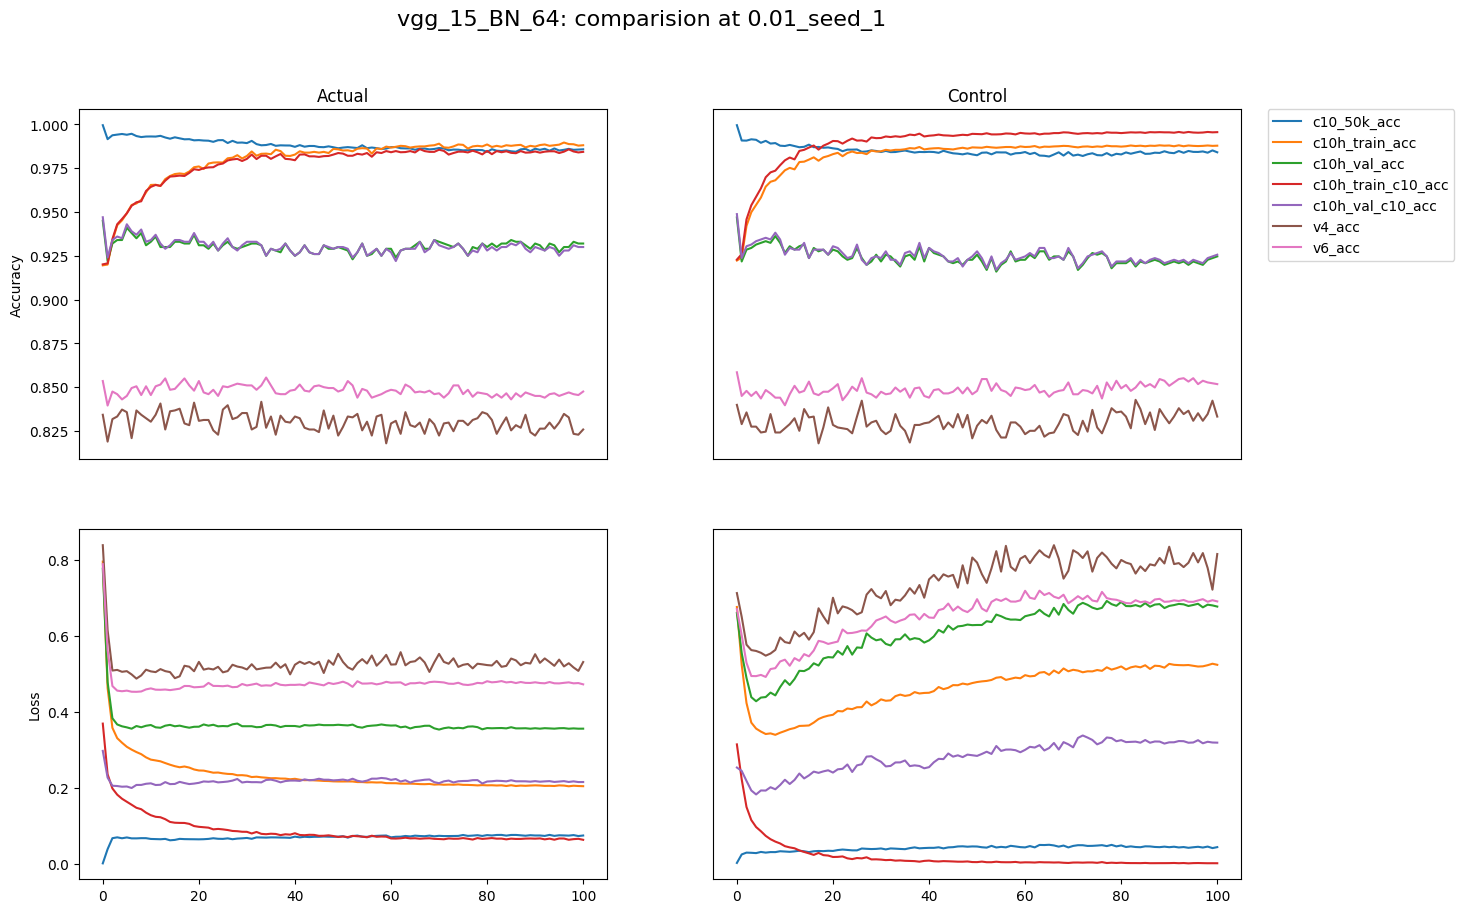 vgg_15_BN_64: comparision at 0.01_seed_1
Actual
Control
Accuracy
1.000
0.975
0.950
0.925
0.900
0.875
0.850
0.825
c10_50k_acc
c10h_train_acc
c10h_val_acc
c10h_train_c10_acc
c10h_val_c10_acc
v4_acc
v6_acc
Loss
0.8
0.6
0.4
0.2
0.0
0 20 40 60 80 100
0 20 40 60 80 100